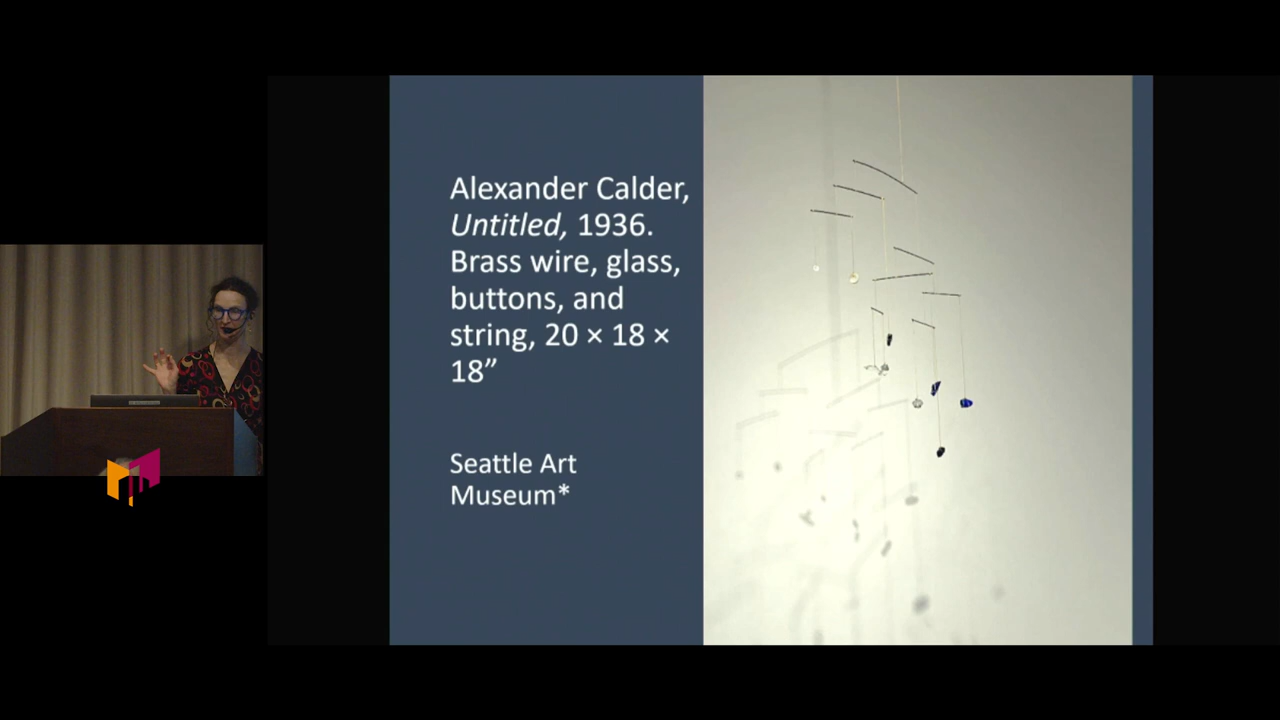 Alexander Calder,
Untitled, 1936.
Brass wire, glass,
buttons, and
string, 20 × 18 ×
18”
Seattle Art
Museum*